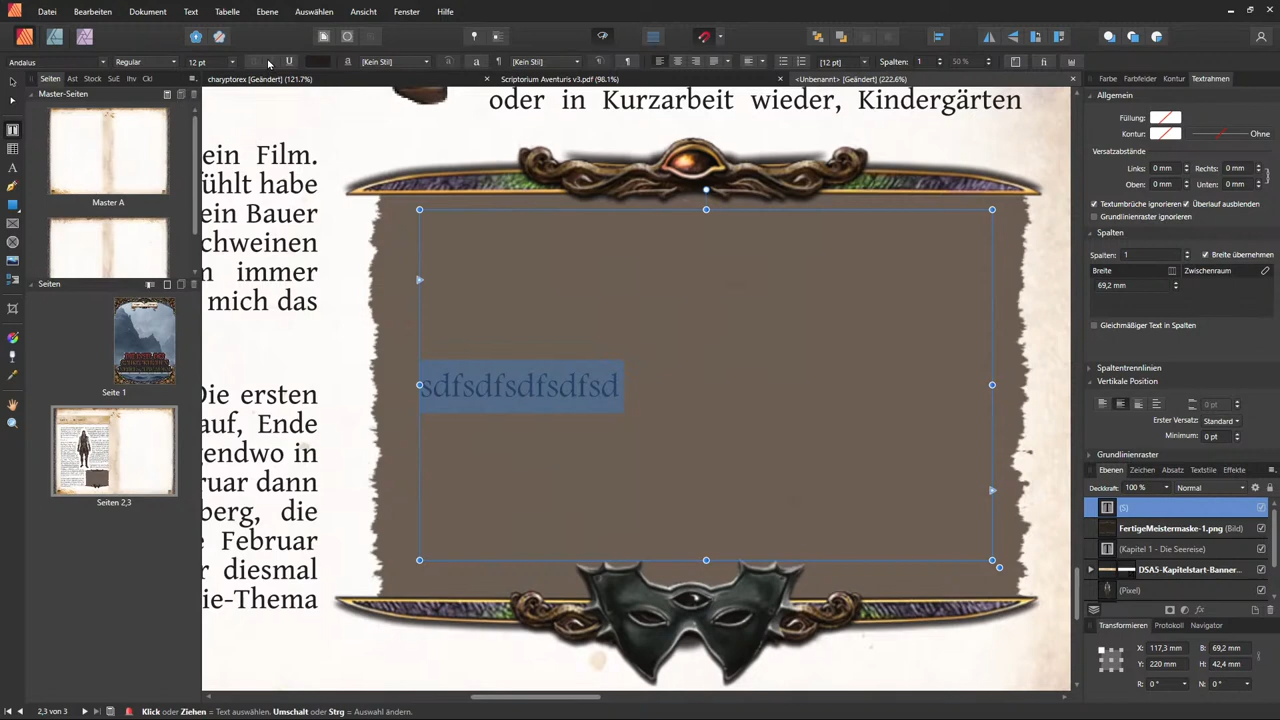 Datei Bearbeiten Dokument Text Tabelle Ebene Auswählen Ansicht Fenster Hilfe
Andalus Regular 12 pt U a [Kein Stil] a a ¶ [Kein Stil] [12 pt] Spalten: 1 50 % fi
Seiten Ast Stock SuE Inv Ckl
charyptorex [Geändert] (121.7%)
Scriptorium Aventuris v3.pdf (98.1%)
<Unbenannt> [Geändert] (222.6%)
Master-Seiten
Master A
Seiten
Seite 1
Seiten 2,3
oder in Kurzarbeit wieder, Kindergärten
ein Film.
ühlt habe
ein Bauer
chweinen
immer
mich das
Die ersten
auf, Ende
gendwo in
ruar dann
berg, die
Februar
r diesmal
ie-Thema
sdfsdfsdfsdfsd
Farbe Farbfelder Kontur Textrahmen
Allgemein
Füllung:
Kontur: Ohne
Versatzabstände
Links: 0 mm Rechts: 0 mm
Oben: 0 mm Unten: 0 mm
Textumbrüche ignorieren Überlauf ausblenden
Grundlinienraster ignorieren
Spalten
Spalten: 1 Breite übernehmen
Breite Zwischenraum
69,2 mm
Gleichmäßiger Text in Spalten
Spaltentrennlinien
Vertikale Position
0 pt
Erster Versatz: Standard
Minimum: 0 pt
Grundlinienraster
Ebenen Zeichen Absatz Textstile Effekte
Deckkraft: 100 % Normal
(S)
FertigeMeistermaske-1.png (Bild)
(Kapitel 1 - Die Seereise)
DSA5-Kapitelstart-Banner...
(Pixel)
Transformieren Protokoll Navigator
X: 117,3 mm B: 69,2 mm
Y: 220 mm H: 42,4 mm
R: 0 ° N: 0 °
2,3 von 3 Klick oder Ziehen = Text auswählen. Umschalt oder Strg = Auswahl ändern.